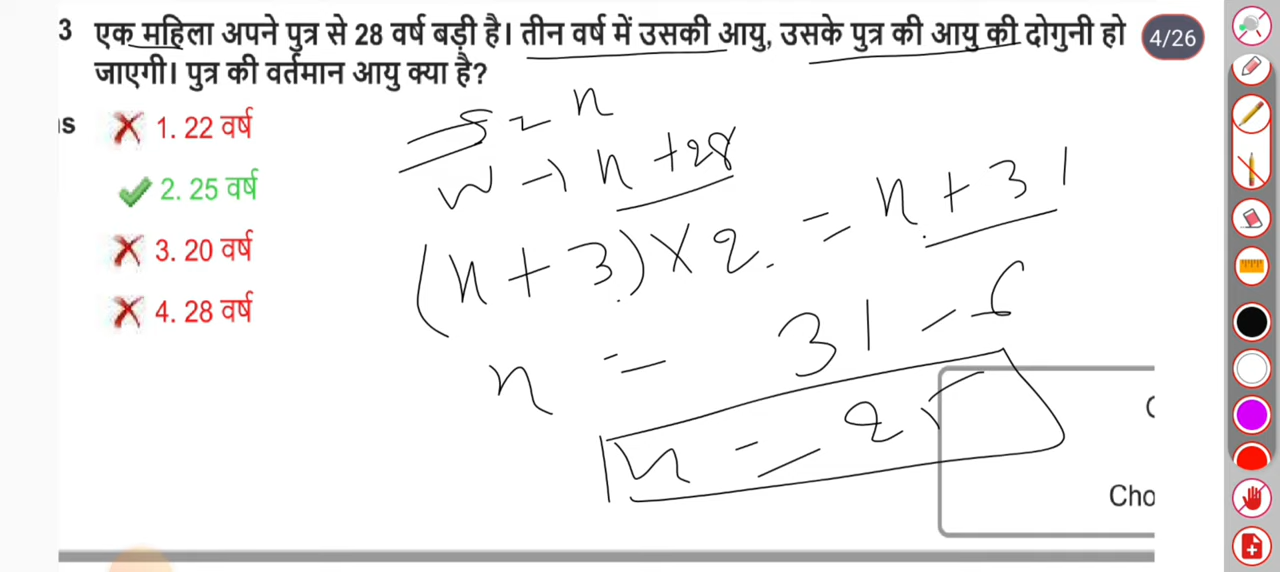 3 एक महिला अपने पुत्र से 28 वर्ष बड़ी है। तीन वर्ष में उसकी आयु, उसके पुत्र की आयु की दोगुनी हो
4/26
जाएगी। पुत्र की वर्तमान आयु क्या है?
1. 22 वर्ष
2. 25 वर्ष
3. 20 वर्ष
4. 28 वर्ष
S = n
W → n + 28
(n + 3) × 2 = n + 31
n = 31 - 6
n = 25
Cho